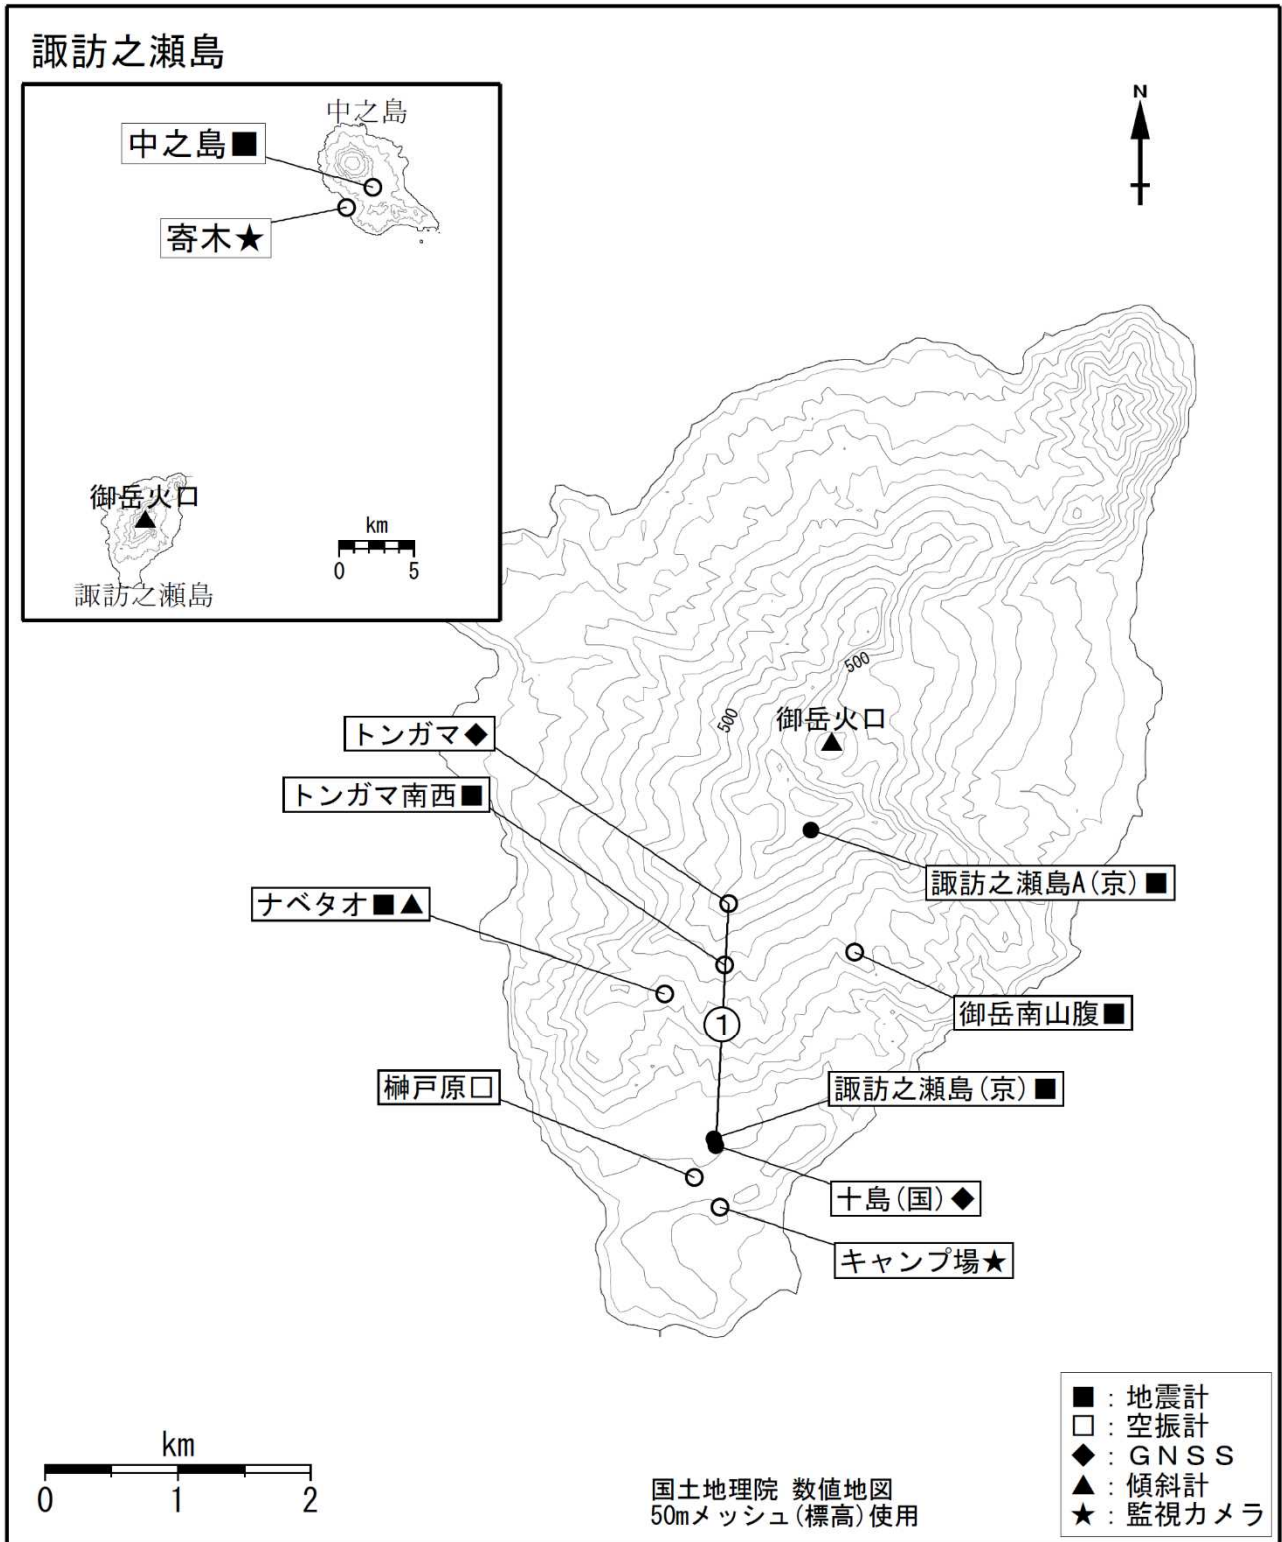 諏訪之瀬島
中之島
中之島■
寄木★
御岳火口
km
0 5
諏訪之瀬島
N
500
500
御岳火口
トンガマ◆
トンガマ南西■
諏訪之瀬島A(京)■
ナベタオ■▲
御岳南山腹■
①
榊戸原□
諏訪之瀬島(京)■
十島(国)◆
キャンプ場★
■：地震計
□：空振計
◆：GNSS
▲：傾斜計
★：監視カメラ
km
0 1 2
国土地理院 数値地図
50mメッシュ(標高)使用